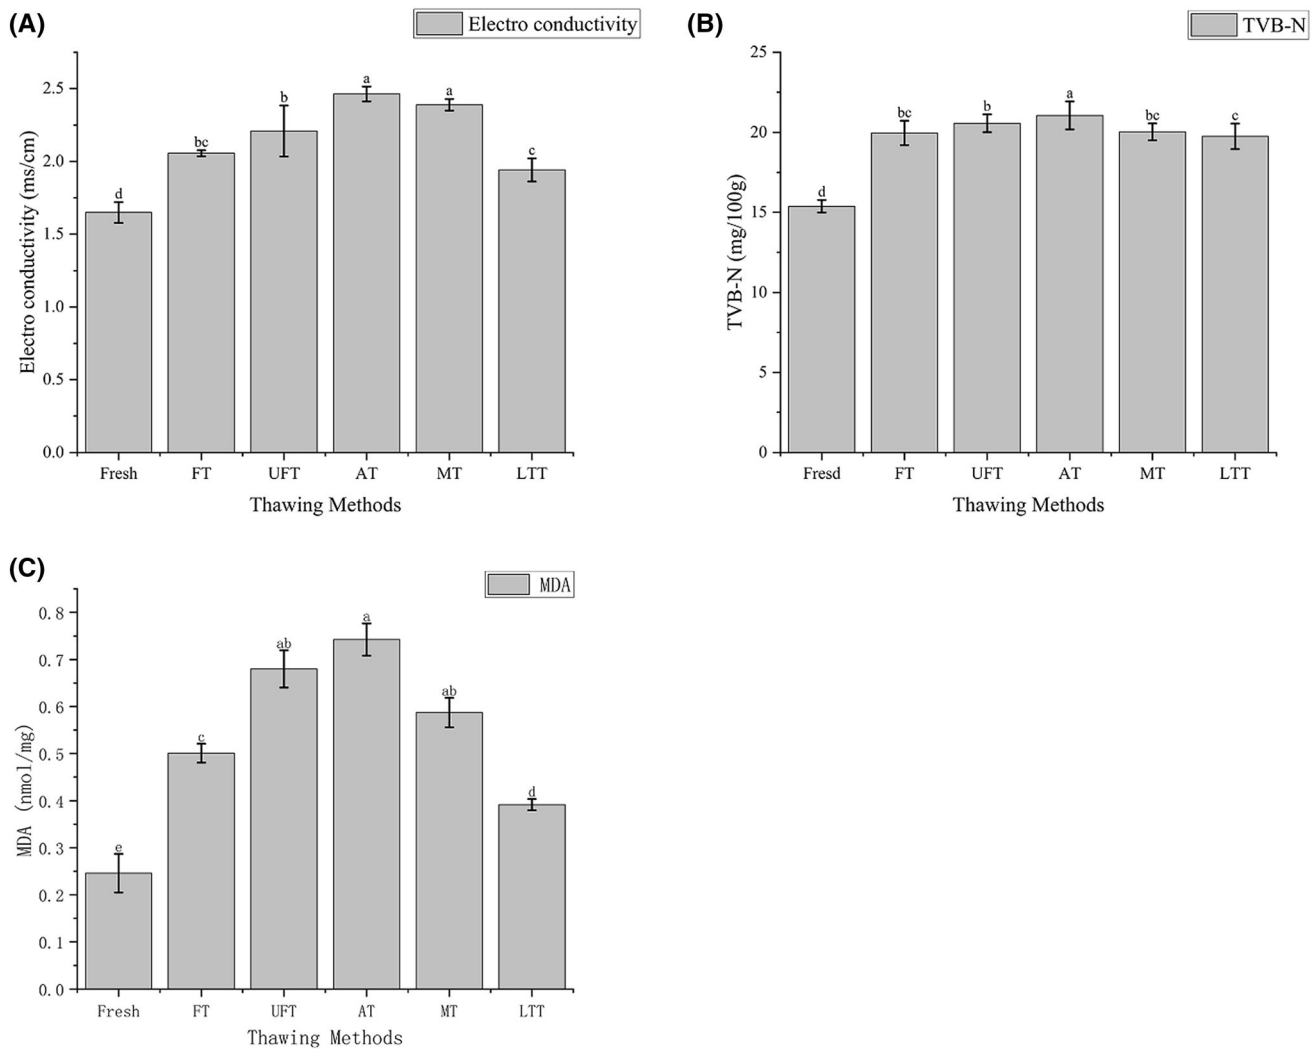 (A)
Electro conductivity
Electro conductivity (ms/cm)
2.5
2.0
1.5
1.0
0.5
0.0
d
bc
b
a
a
c
Fresh FT UFT AT MT LTT
Thawing Methods
(B)
TVB-N
TVB-N (mg/100g)
25
20
15
10
5
0
d
bc
b
a
bc
c
Fresd FT UFT AT MT LTT
Thawing Methods
(C)
MDA
MDA (nmol/mg)
0.8
0.7
0.6
0.5
0.4
0.3
0.2
0.1
0.0
e
c
ab
a
ab
d
Fresh FT UFT AT MT LTT
Thawing Methods